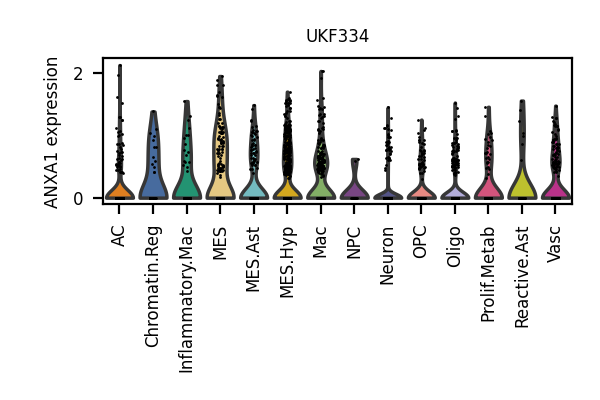 UKF334
ANXA1 expression
2
0
AC
Chromatin.Reg
Inflammatory.Mac
MES
MES.Ast
MES.Hyp
Mac
NPC
Neuron
OPC
Oligo
Prolif.Metab
Reactive.Ast
Vasc